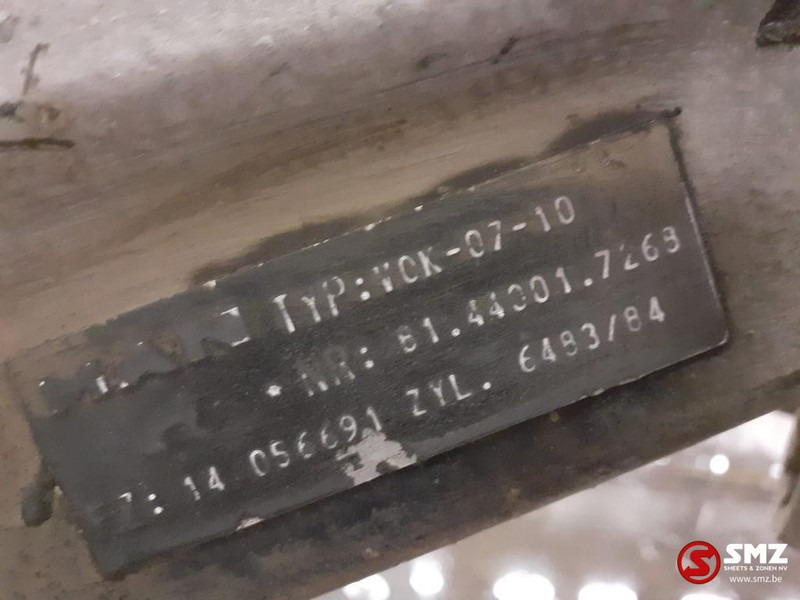 MAN TYP:VOK-07-10
.NR: 81.44001.7268
Z: 14 056691 ZYL. 6483/84
SMZ
SHEETS & ZONEN NV
www.smz.be